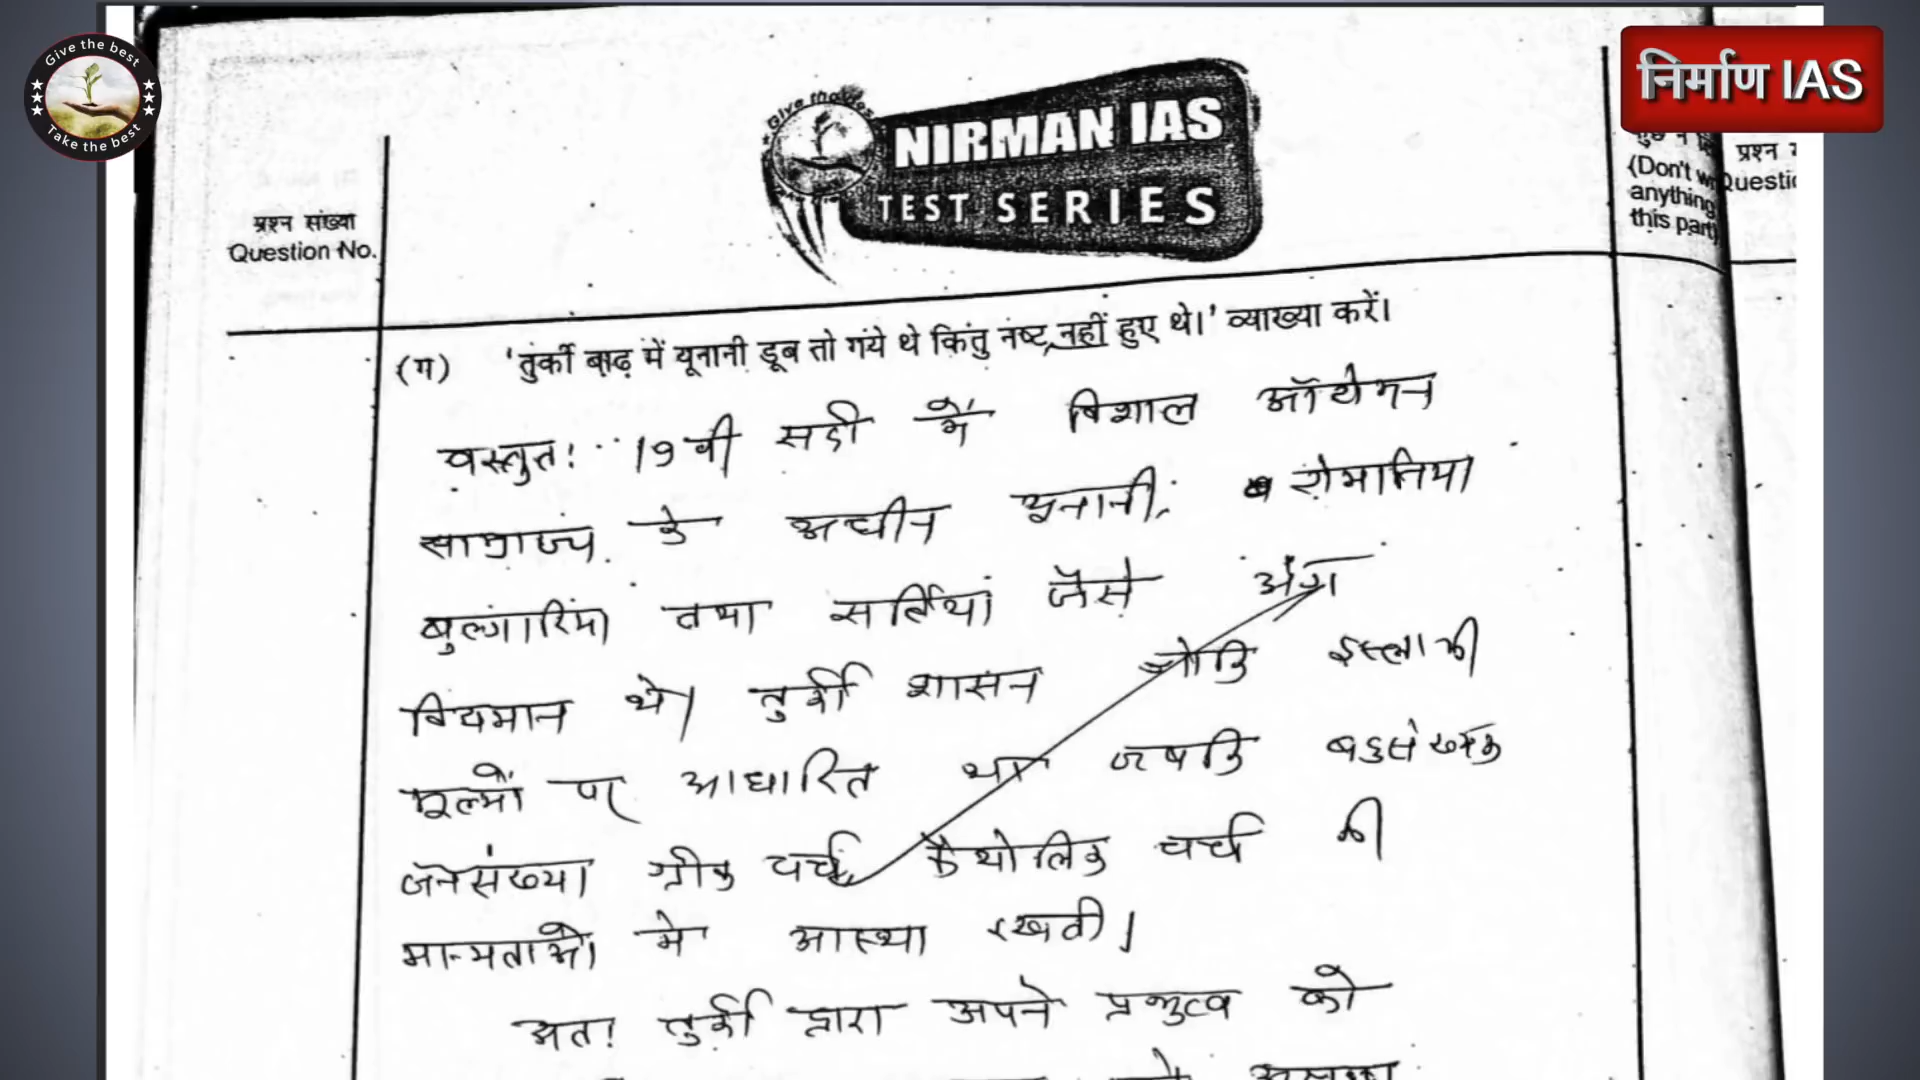 Give the best
Take the best
निर्माण IAS
Give the
NIRMAN IAS
TEST SERIES
प्रश्न संख्या
Question No.
(Don't
anything
this part)
प्रश्न
(ग) 'तुर्की बाढ़ में यूनानी डूब तो गये थे किंतु नष्ट नहीं हुए थे।' व्याख्या करें।
वस्तुतः 19वी सदी में विशाल ऑटोमन
साम्राज्य के अधीन यूनानी, रोमानिया
बुल्गारिया तथा सर्बिया जैसे अंग
विद्यमान थे। तुर्की शासन जोकि इस्लामी
मूल्यों पर आधारित था जबकि बहुसंख्यक
जनसंख्या ग्रीक चर्च कैथोलिक चर्च की
मान्यताओं मे आस्था रखती।
अतः तुर्की द्वारा अपने प्रभुत्व को